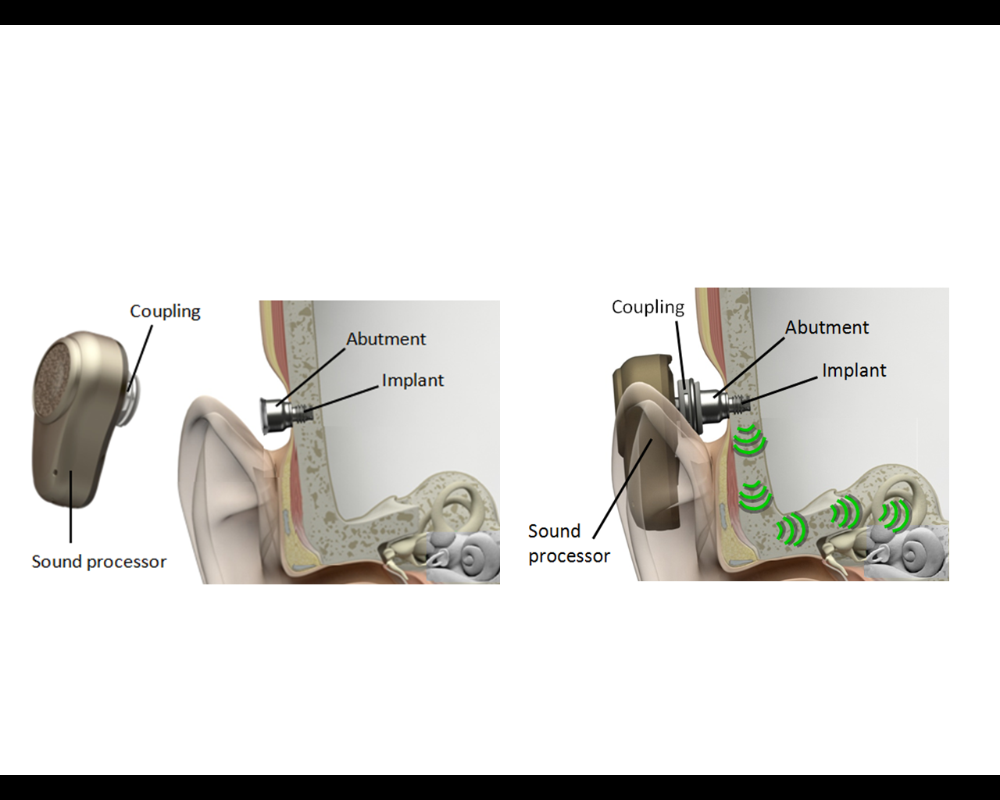 Coupling
Abutment
Implant
Sound processor
Coupling
Abutment
Implant
Sound
processor